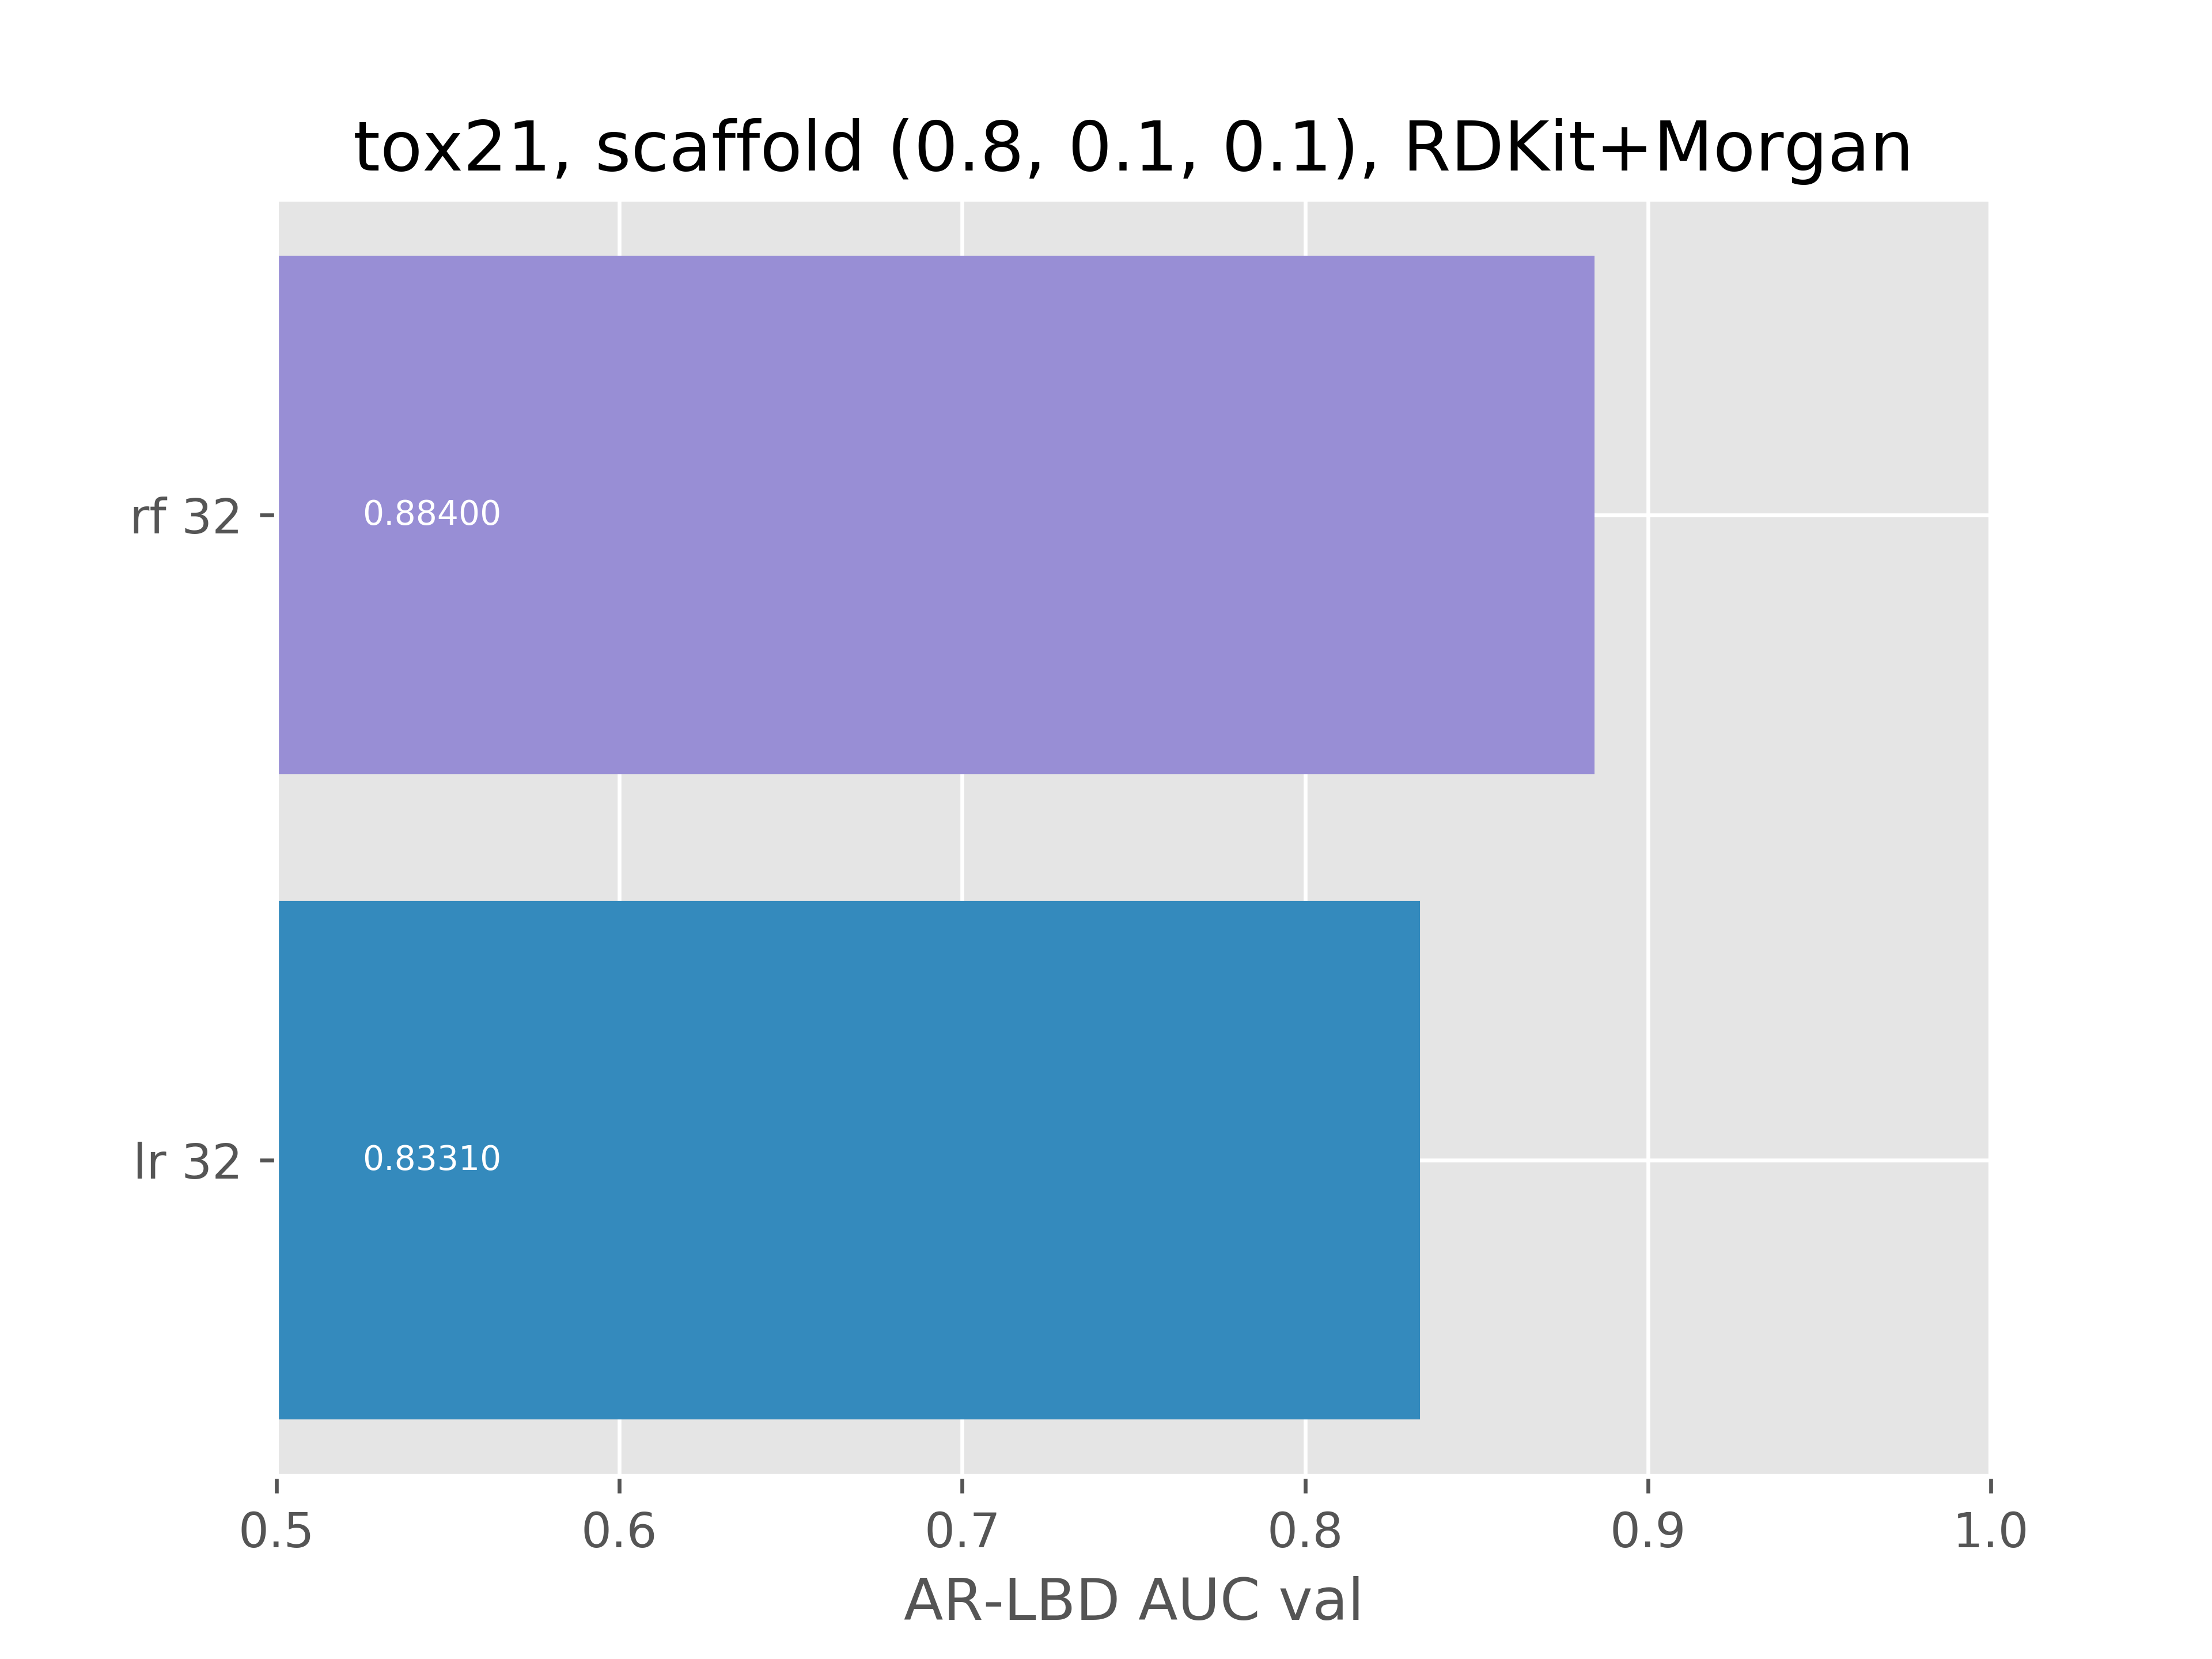 tox21, scaffold (0.8, 0.1, 0.1), RDKit+Morgan
rf 32
0.88400
lr 32
0.83310
0.5 0.6 0.7 0.8 0.9 1.0
AR-LBD AUC val